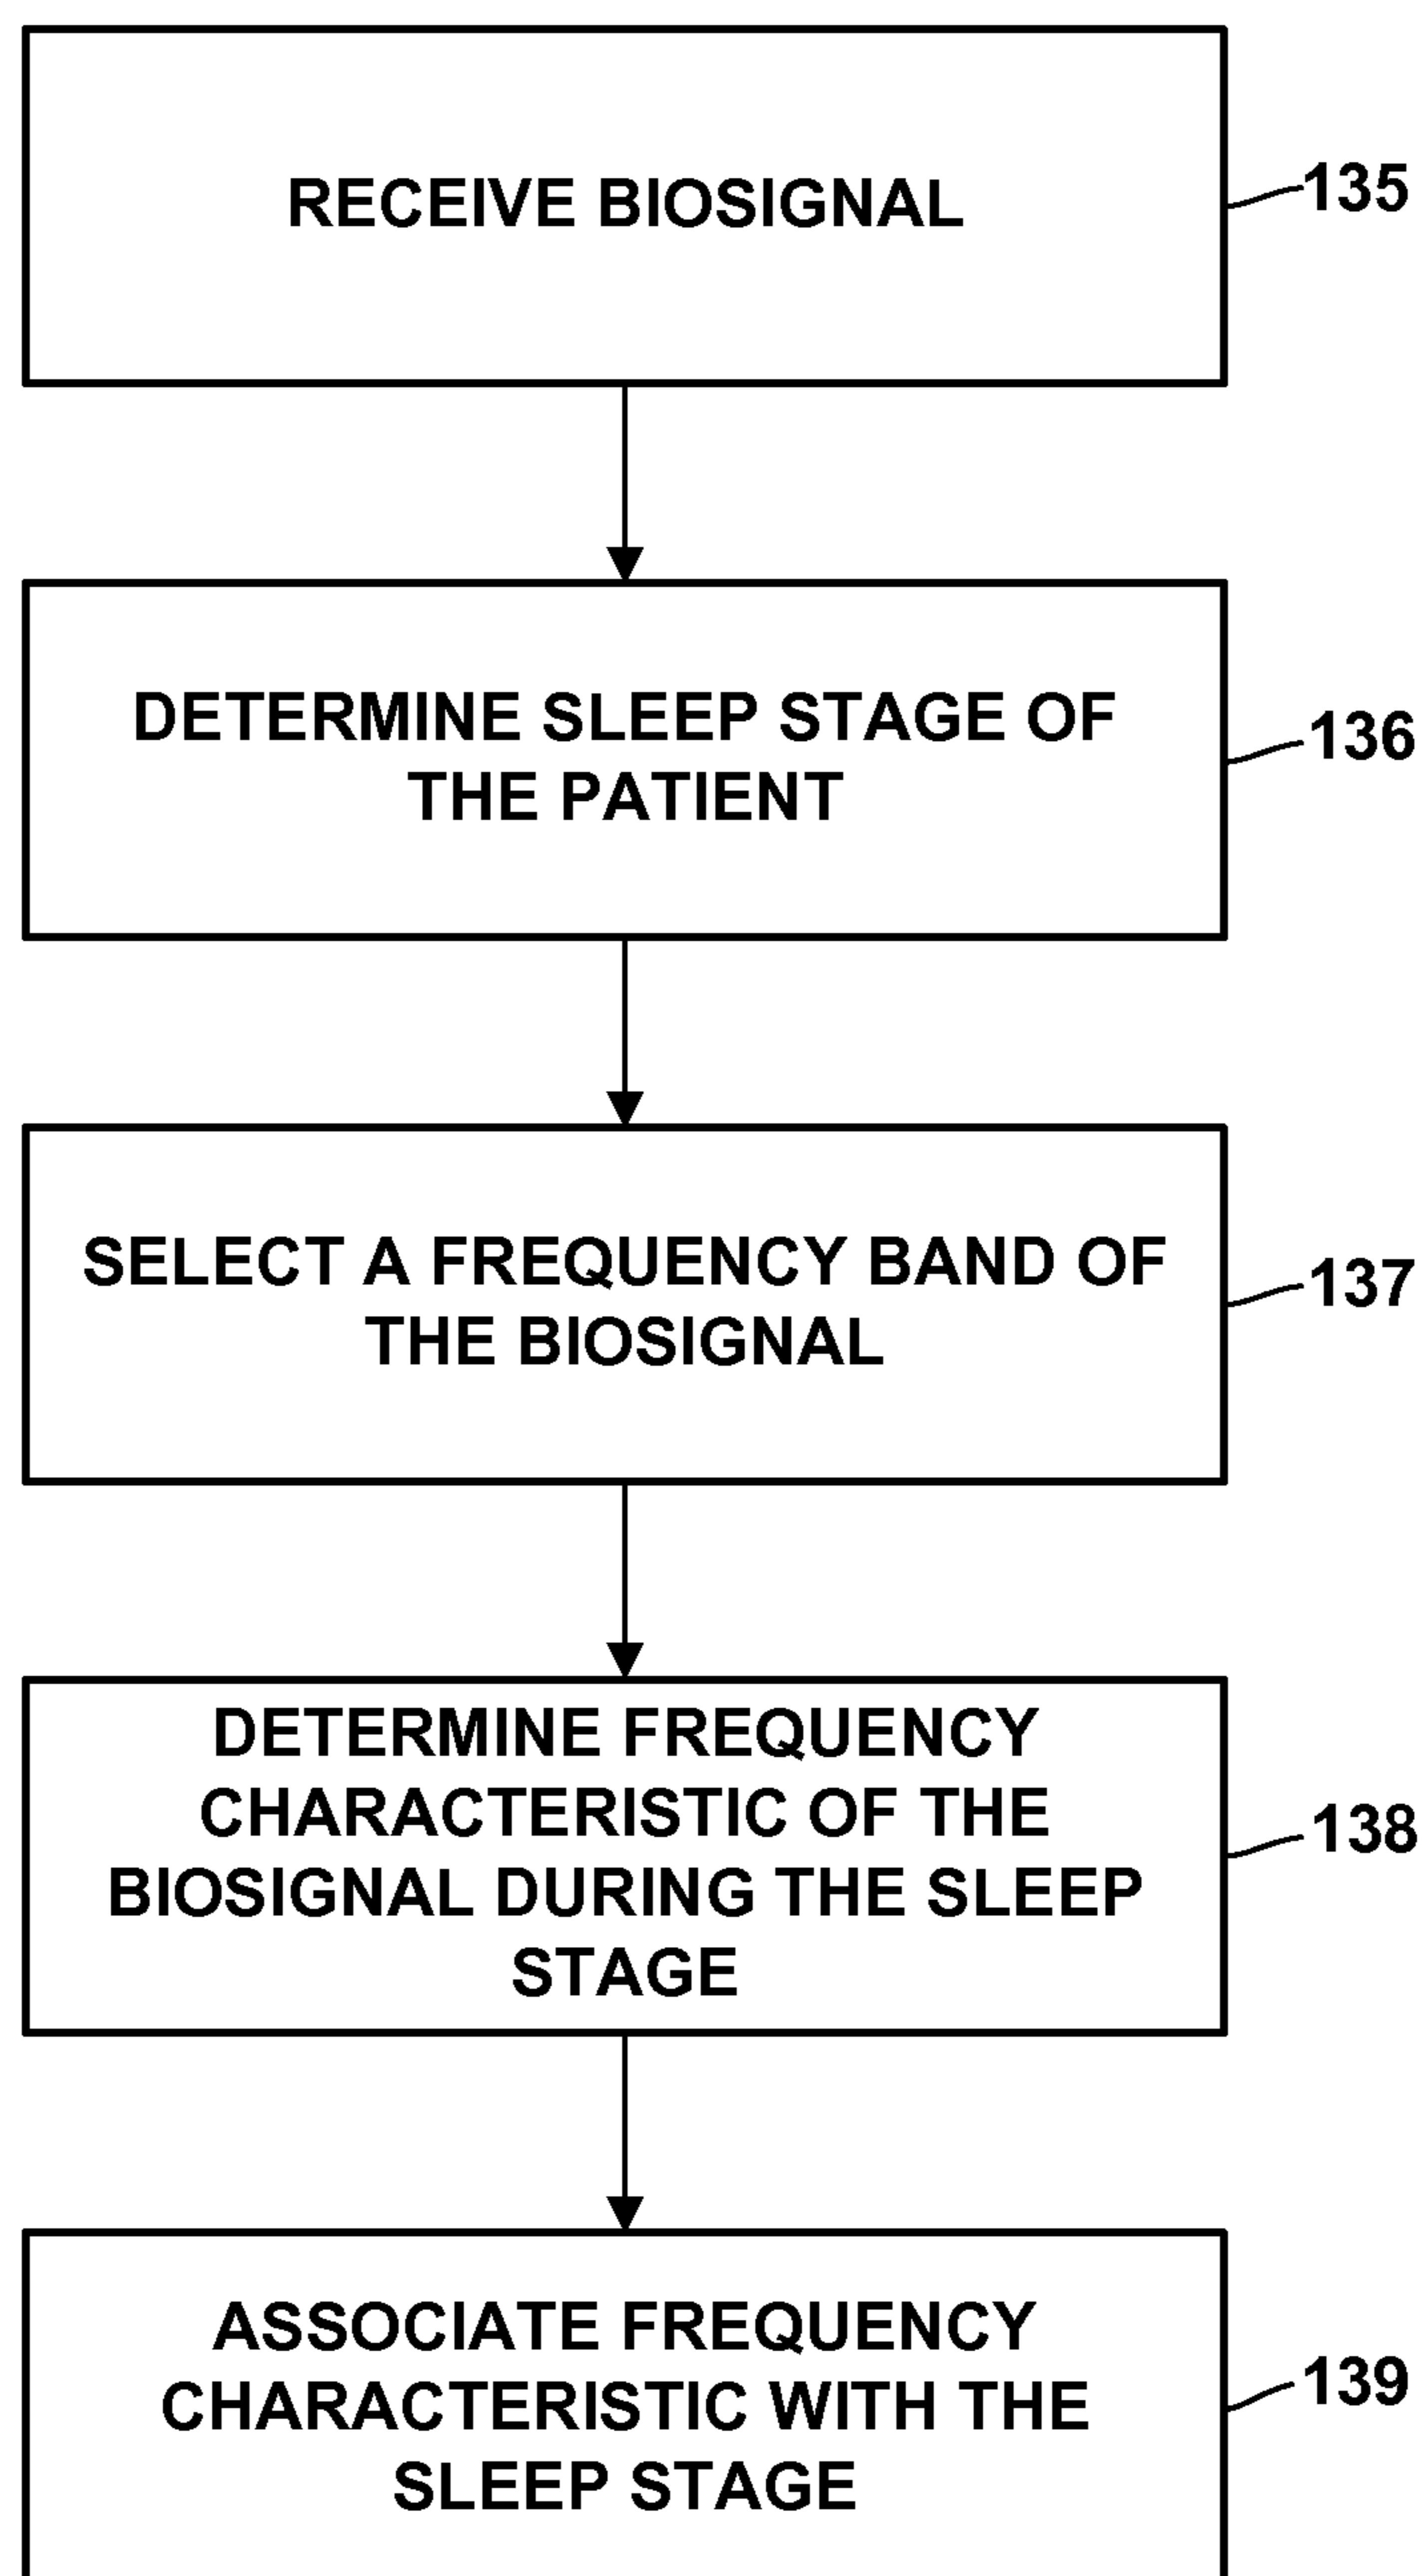 RECEIVE BIOSIGNAL
135
DETERMINE SLEEP STAGE OF
THE PATIENT
136
SELECT A FREQUENCY BAND OF
THE BIOSIGNAL
137
DETERMINE FREQUENCY
CHARACTERISTIC OF THE
BIOSIGNAL DURING THE SLEEP
STAGE
138
ASSOCIATE FREQUENCY
CHARACTERISTIC WITH THE
SLEEP STAGE
139